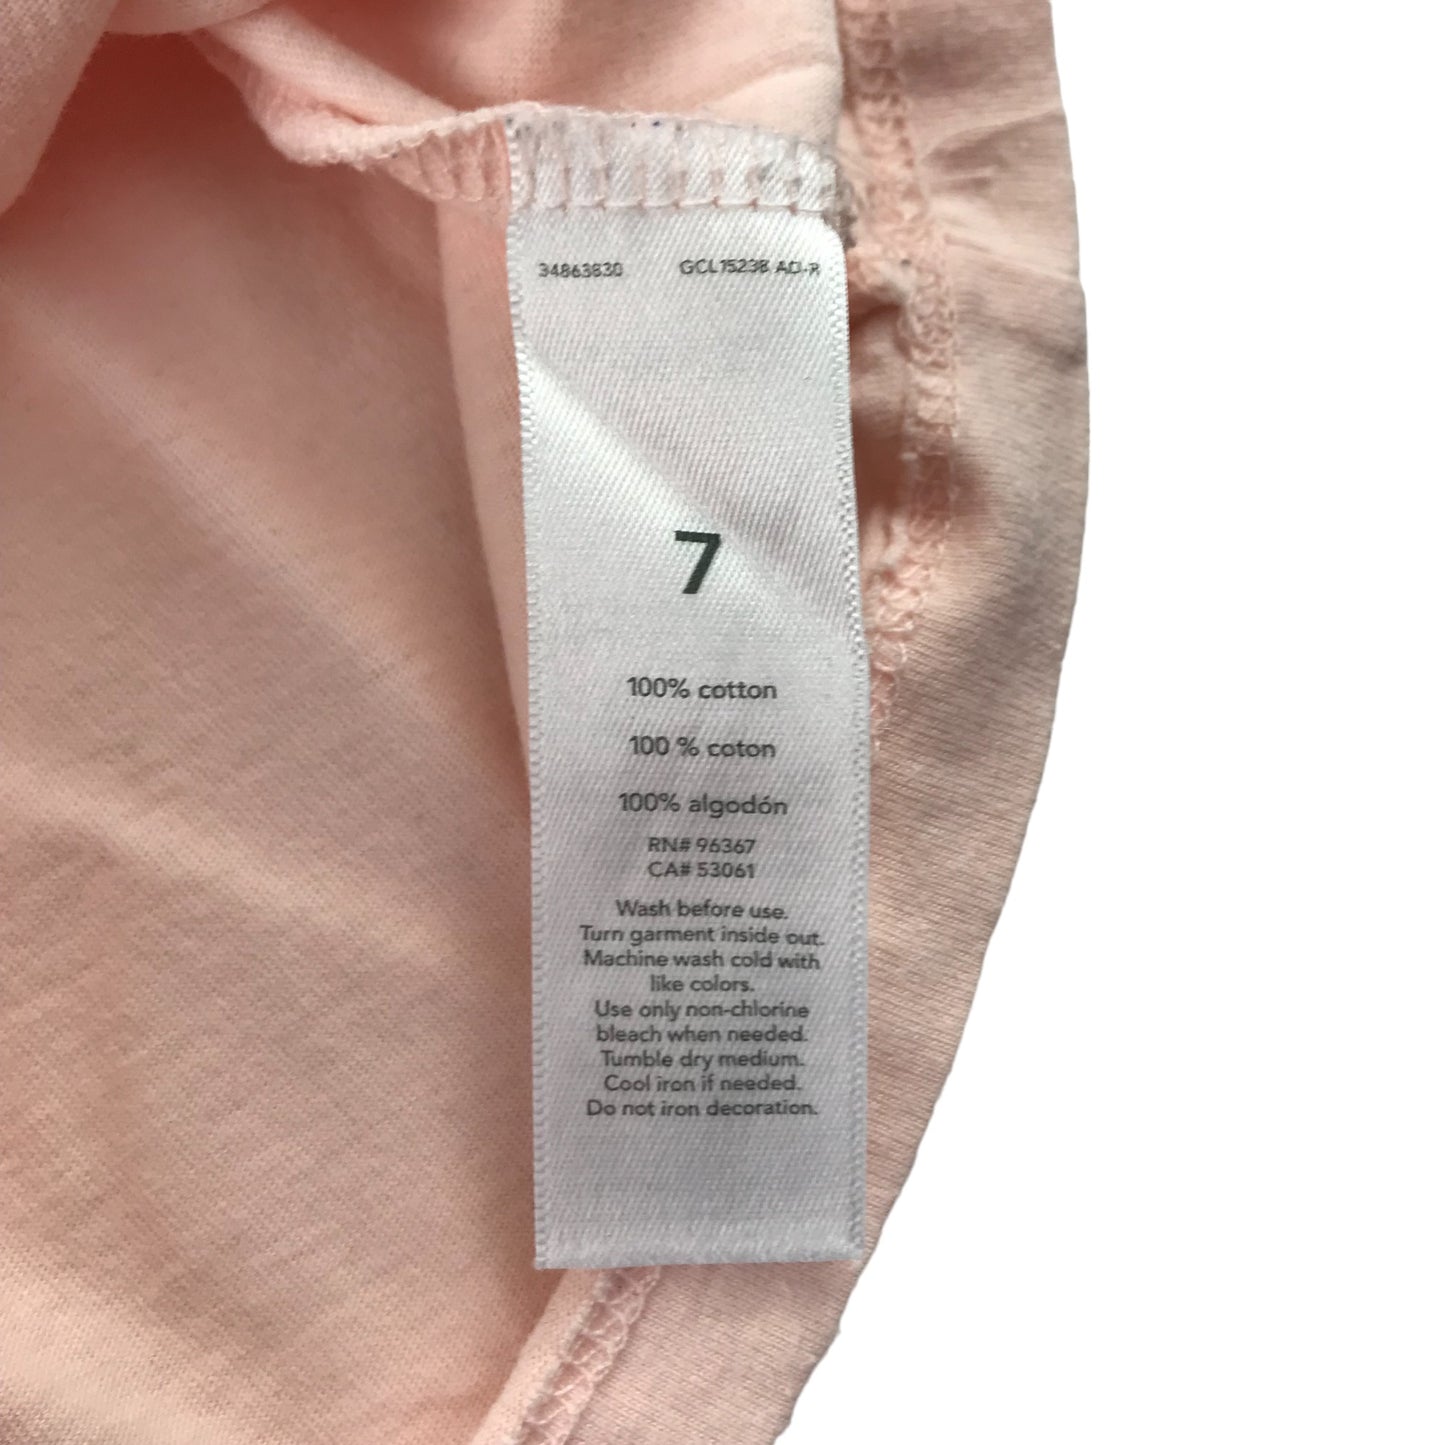 34863830 GCL15238 AD-R
7
100% cotton
100 % coton
100% algodón
RN# 96367
CA# 53061
Wash before use.
Turn garment inside out.
Machine wash cold with
like colors.
Use only non-chlorine
bleach when needed.
Tumble dry medium.
Cool iron if needed.
Do not iron decoration.